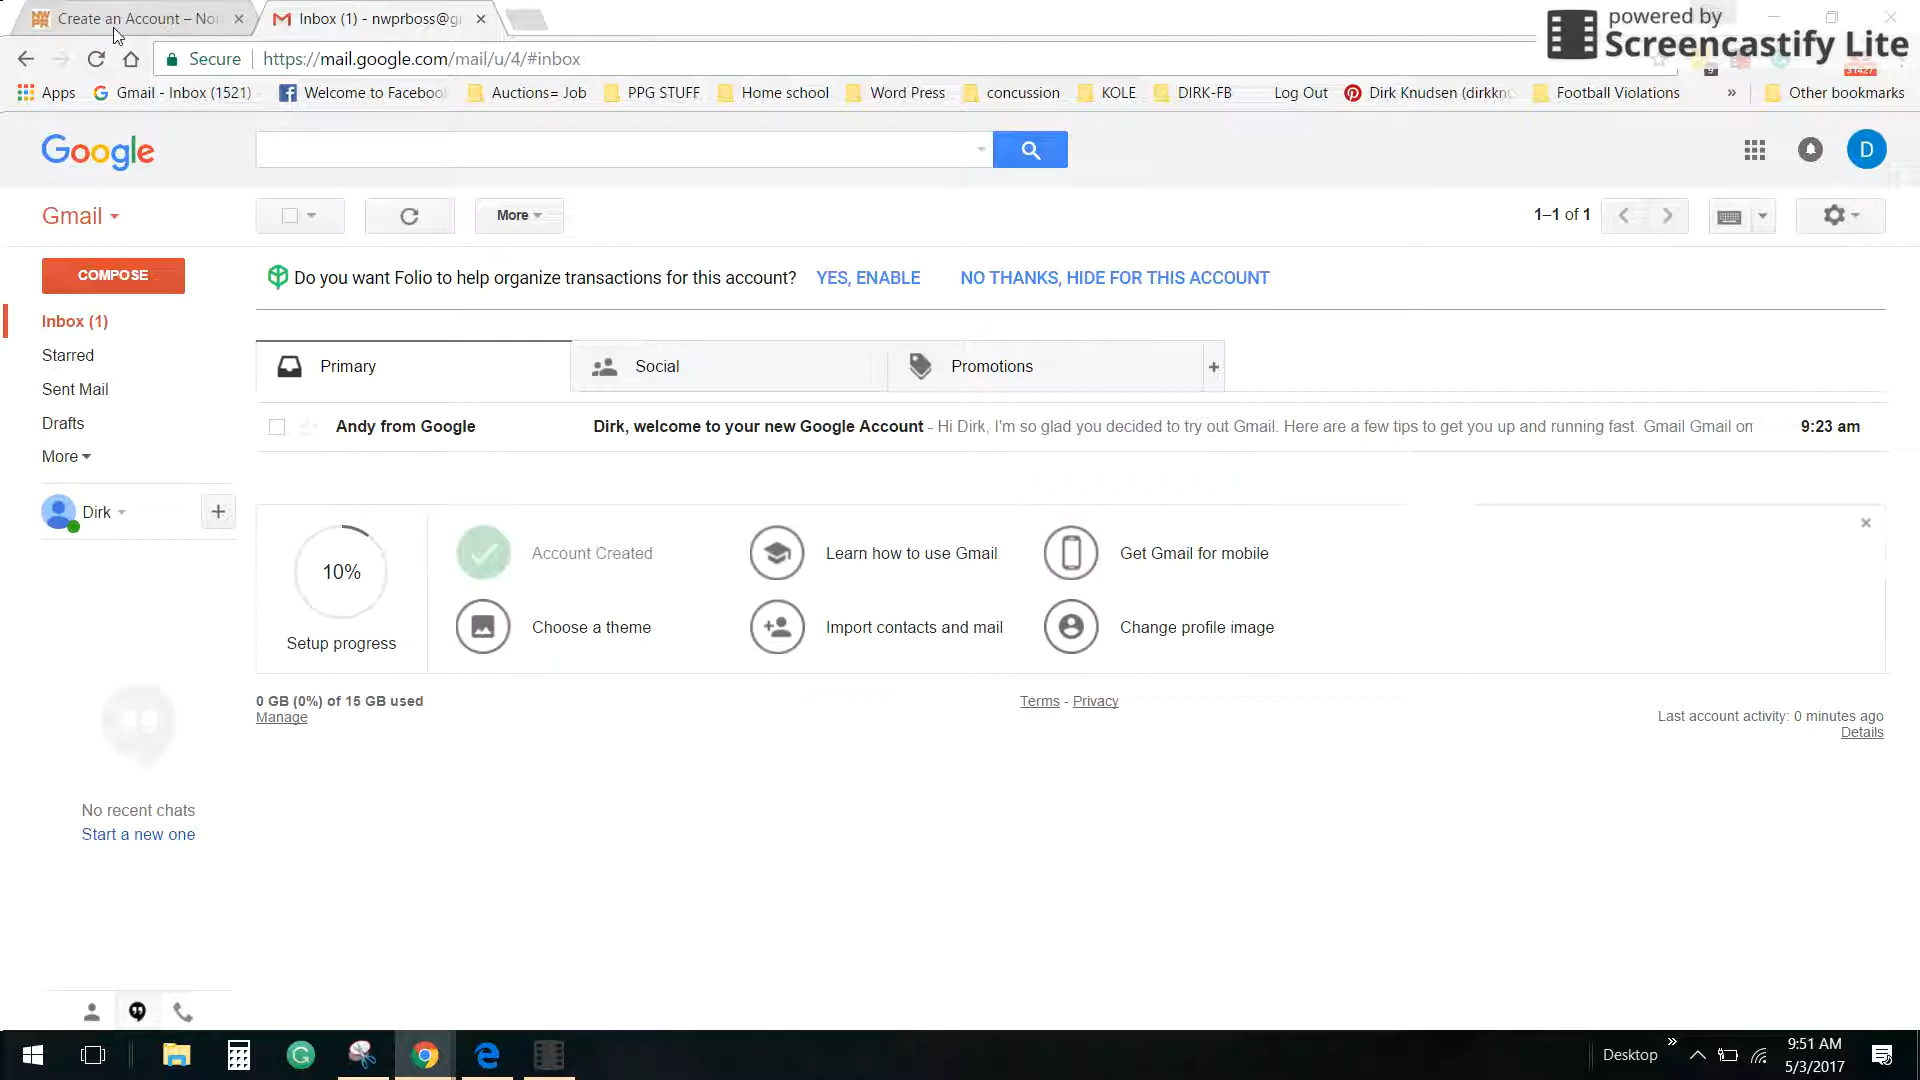 Create an Account – No
Inbox (1) - nwprboss@g
powered by
Screencastify Lite
Secure
https://mail.google.com/mail/u/4/#inbox
Apps
Gmail - Inbox (1521)
Welcome to Faceboo
Auctions= Job
PPG STUFF
Home school
Word Press
concussion
KOLE
DIRK-FB
Log Out
Dirk Knudsen (dirkkn
Football Violations
»
Other bookmarks
Google
D
Gmail
More
1–1 of 1
COMPOSE
Do you want Folio to help organize transactions for this account? YES, ENABLE NO THANKS, HIDE FOR THIS ACCOUNT
Inbox (1)
Starred
Sent Mail
Drafts
More
Primary
Social
Promotions
+
Andy from Google
Dirk, welcome to your new Google Account - Hi Dirk, I'm so glad you decided to try out Gmail. Here are a few tips to get you up and running fast. Gmail Gmail on
9:23 am
Dirk
+
10%
Setup progress
Account Created
Learn how to use Gmail
Get Gmail for mobile
Choose a theme
Import contacts and mail
Change profile image
0 GB (0%) of 15 GB used
Manage
Terms - Privacy
Last account activity: 0 minutes ago
Details
No recent chats
Start a new one
Desktop
9:51 AM
5/3/2017